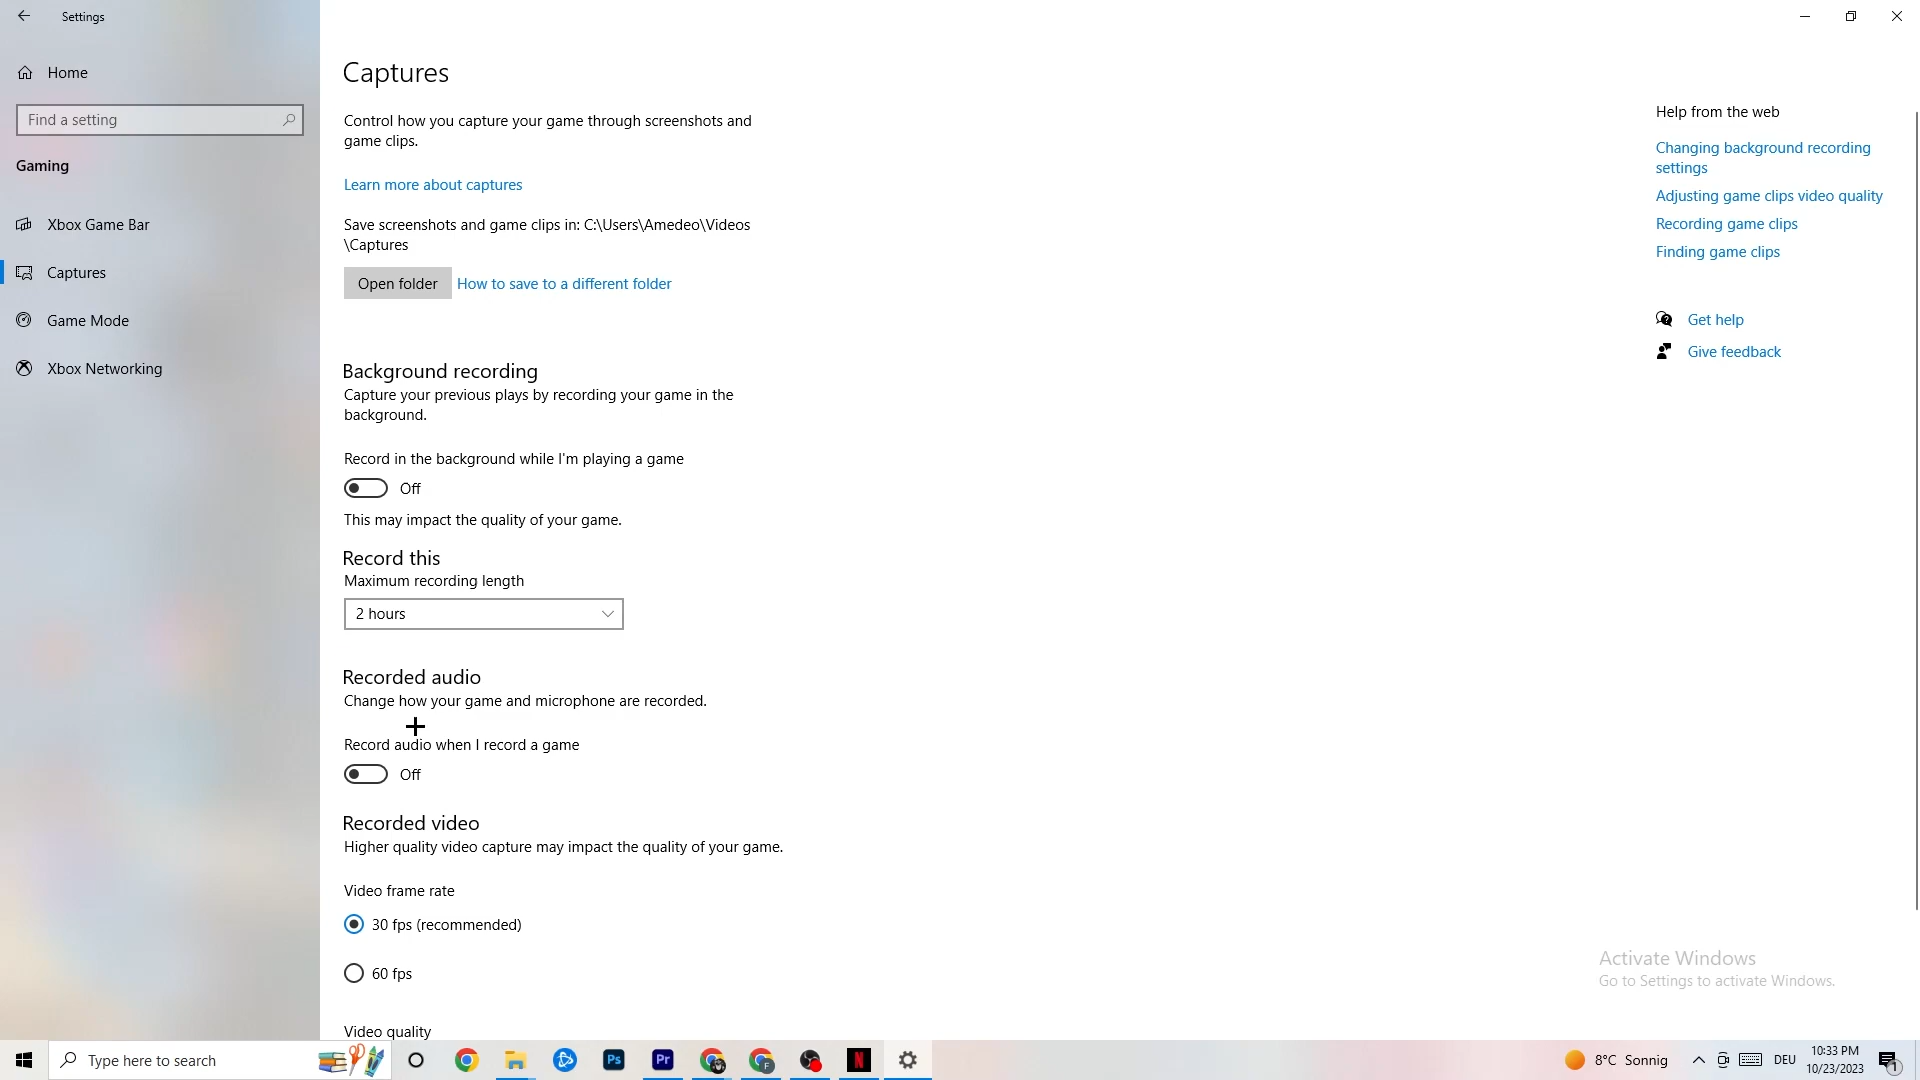 Settings
Home
Find a setting
Gaming
Xbox Game Bar
Captures
Game Mode
Xbox Networking
Captures
Control how you capture your game through screenshots and
game clips.
Learn more about captures
Save screenshots and game clips in: C:\Users\Amedeo\Videos
\Captures
Open folder
How to save to a different folder
Background recording
Capture your previous plays by recording your game in the
background.
Record in the background while I'm playing a game
Off
This may impact the quality of your game.
Record this
Maximum recording length
2 hours
Recorded audio
Change how your game and microphone are recorded.
Record audio when I record a game
Off
Recorded video
Higher quality video capture may impact the quality of your game.
Video frame rate
30 fps (recommended)
60 fps
Video quality
Help from the web
Changing background recording
settings
Adjusting game clips video quality
Recording game clips
Finding game clips
Get help
Give feedback
Activate Windows
Go to Settings to activate Windows.
Type here to search
Ps
Pr
F
N
8°C Sonnig
DEU
10:33 PM
10/23/2023
1